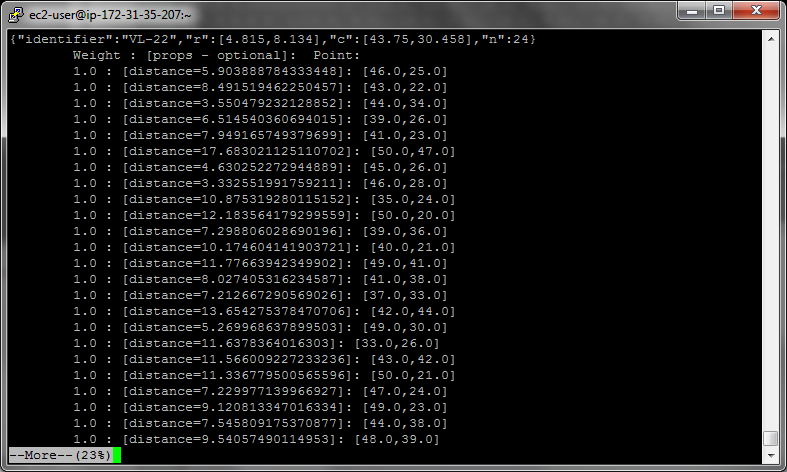 ec2-user@ip-172-31-35-207:~
{"identifier":"VL-22","r":[4.815,8.134],"c":[43.75,30.458],"n":24}
Weight : [props - optional]:  Point:
1.0 : [distance=5.903888784333448]: [46.0,25.0]
1.0 : [distance=8.491519462250457]: [43.0,22.0]
1.0 : [distance=3.550479232128852]: [44.0,34.0]
1.0 : [distance=6.514540360694015]: [39.0,26.0]
1.0 : [distance=7.949165749379699]: [41.0,23.0]
1.0 : [distance=17.683021125110702]: [50.0,47.0]
1.0 : [distance=4.630252272944889]: [45.0,26.0]
1.0 : [distance=3.332551991759211]: [46.0,28.0]
1.0 : [distance=10.875319280115152]: [35.0,24.0]
1.0 : [distance=12.183564179299559]: [50.0,20.0]
1.0 : [distance=7.298806028690196]: [39.0,36.0]
1.0 : [distance=10.174604141903721]: [40.0,21.0]
1.0 : [distance=11.77663942349902]: [49.0,41.0]
1.0 : [distance=8.027405316234587]: [41.0,38.0]
1.0 : [distance=7.212667290569026]: [37.0,33.0]
1.0 : [distance=13.654275378470706]: [42.0,44.0]
1.0 : [distance=5.269968637899503]: [49.0,30.0]
1.0 : [distance=11.6378364016303]: [33.0,26.0]
1.0 : [distance=11.566009227233236]: [43.0,42.0]
1.0 : [distance=11.336779500565596]: [50.0,21.0]
1.0 : [distance=7.229977139966927]: [47.0,24.0]
1.0 : [distance=9.120813347016334]: [49.0,23.0]
1.0 : [distance=7.545809175370877]: [44.0,38.0]
1.0 : [distance=9.54057490114953]: [48.0,39.0]
--More--(23%)